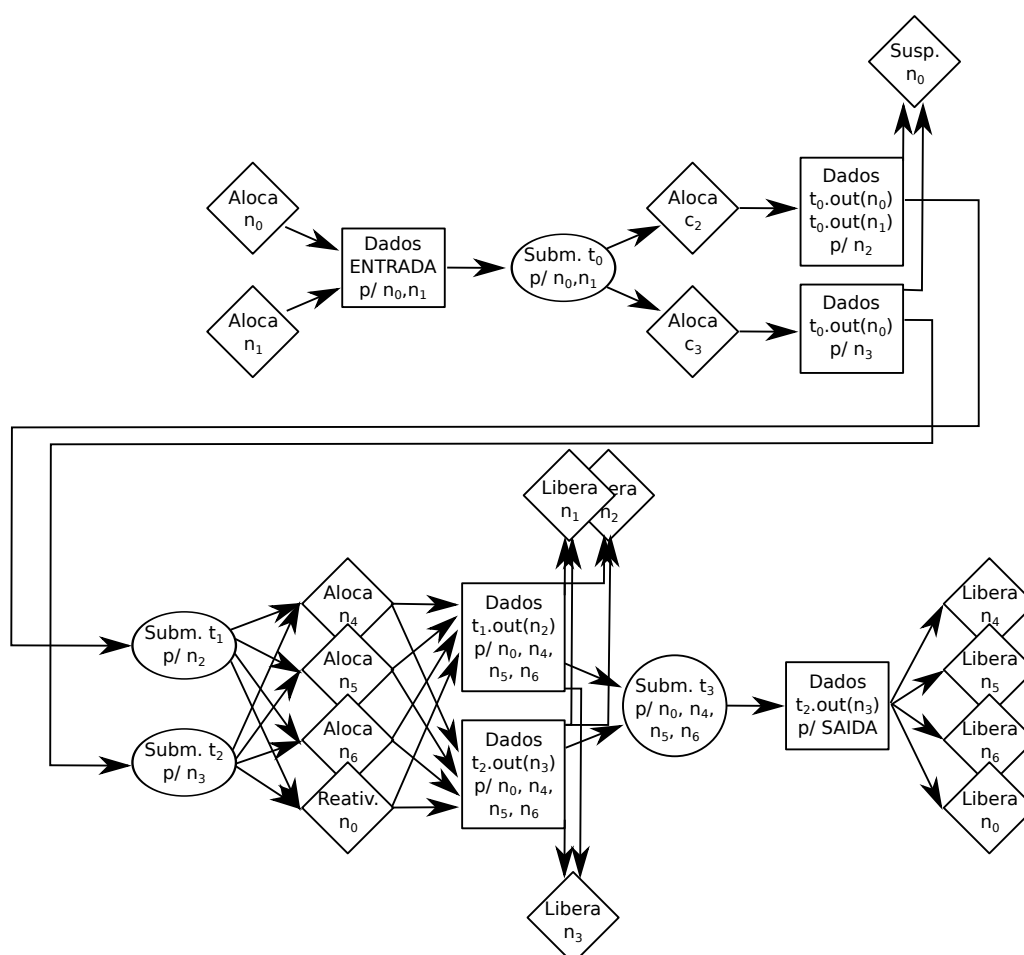 Susp.
n₀
Aloca
n₀
Aloca
n₁
Dados
ENTRADA
p/ n₀,n₁
Subm. t₀
p/ n₀,n₁
Aloca
c₂
Aloca
c₃
Dados
t₀.out(n₀)
t₀.out(n₁)
p/ n₂
Dados
t₀.out(n₀)
p/ n₃
Libera
n₁
era
n₂
Subm. t₁
p/ n₂
Subm. t₂
p/ n₃
Aloca
n₄
Aloca
n₅
Aloca
n₆
Reativ.
n₀
Dados
t₁.out(n₂)
p/ n₀, n₄,
n₅, n₆
Dados
t₂.out(n₃)
p/ n₀, n₄,
n₅, n₆
Libera
n₃
Subm. t₃
p/ n₀, n₄,
n₅, n₆
Dados
t₂.out(n₃)
p/ SAIDA
Libera
n₄
Libera
n₅
Libera
n₆
Libera
n₀